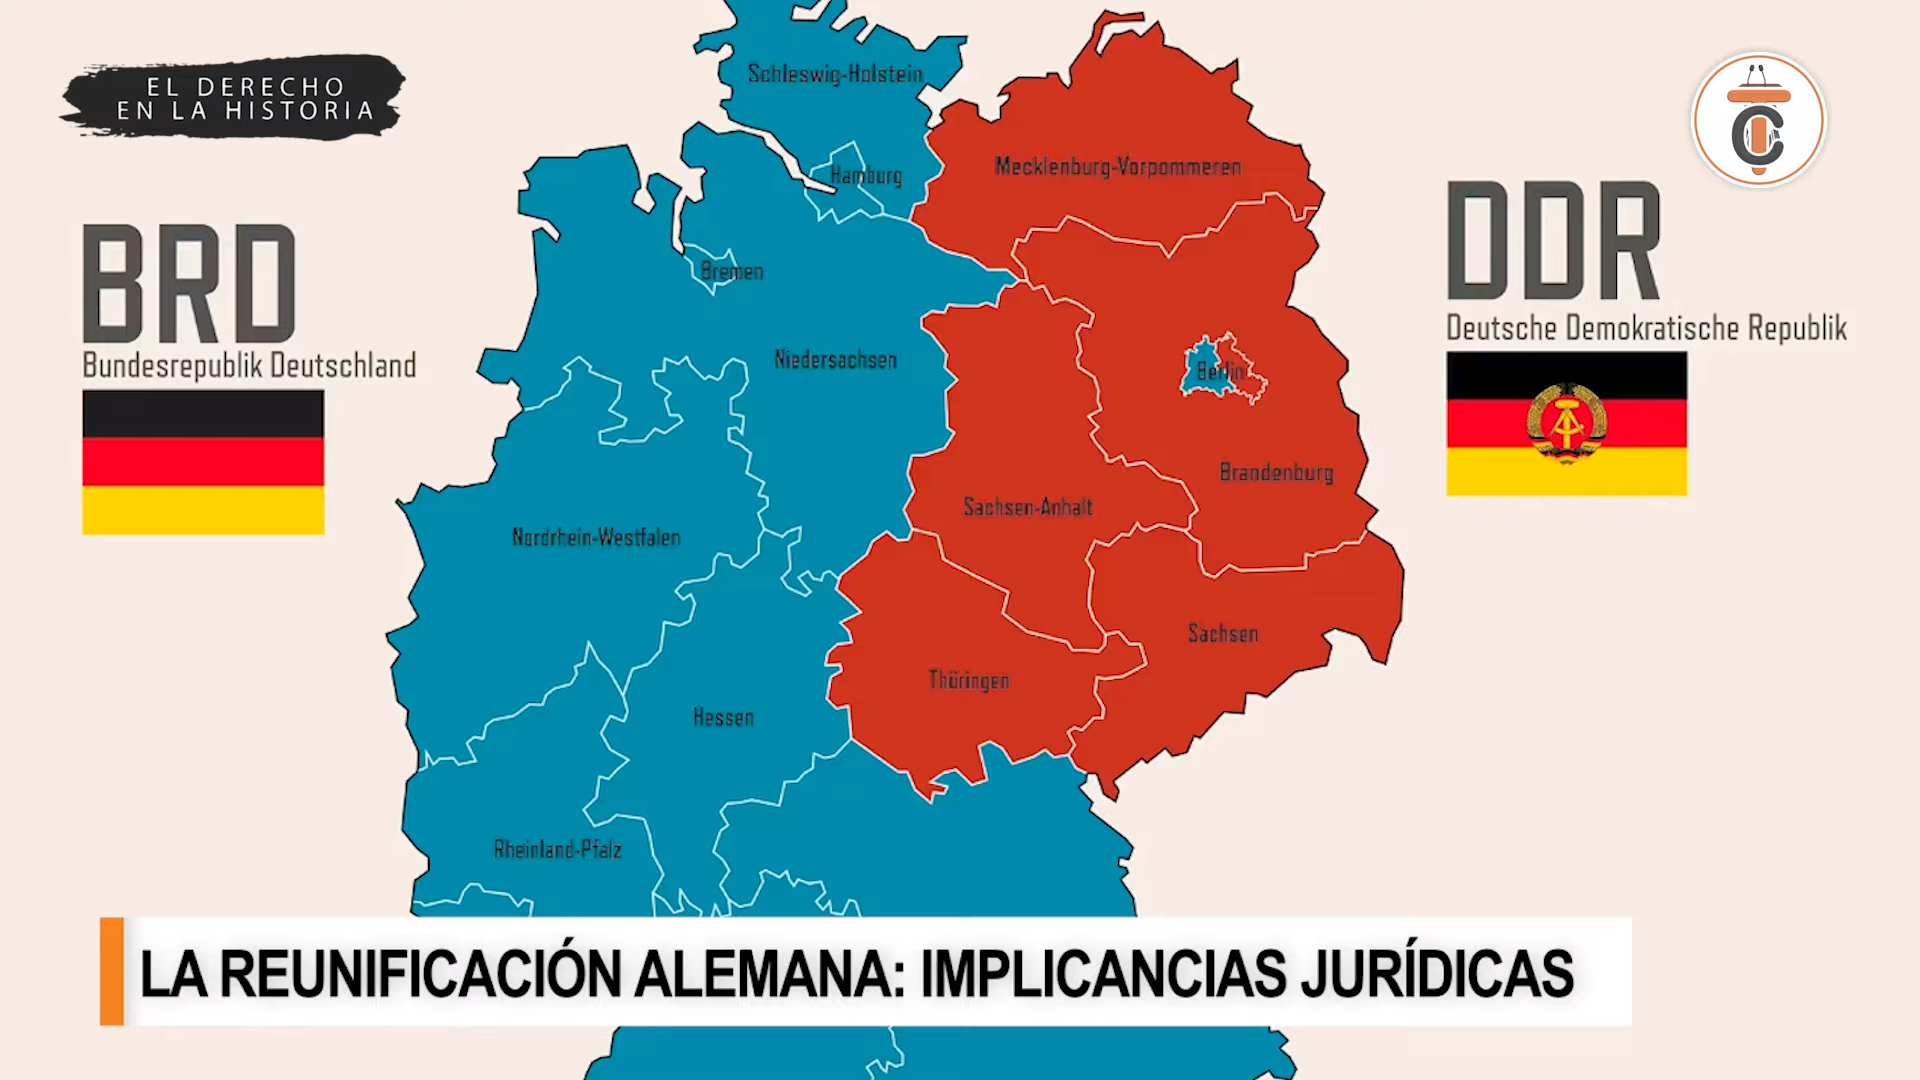 EL DERECHO
EN LA HISTORIA
BRD
Bundesrepublik Deutschland
DDR
Deutsche Demokratische Republik
Schleswig-Holstein
Mecklenburg-Vorpommeren
Hamburg
Bremen
Niedersachsen
Berlin
Brandenburg
Sachsen-Anhalt
Nordrhein-Westfalen
Sachsen
Thüringen
Hessen
Rheinland-Pfalz
LA REUNIFICACIÓN ALEMANA: IMPLICANCIAS JURÍDICAS